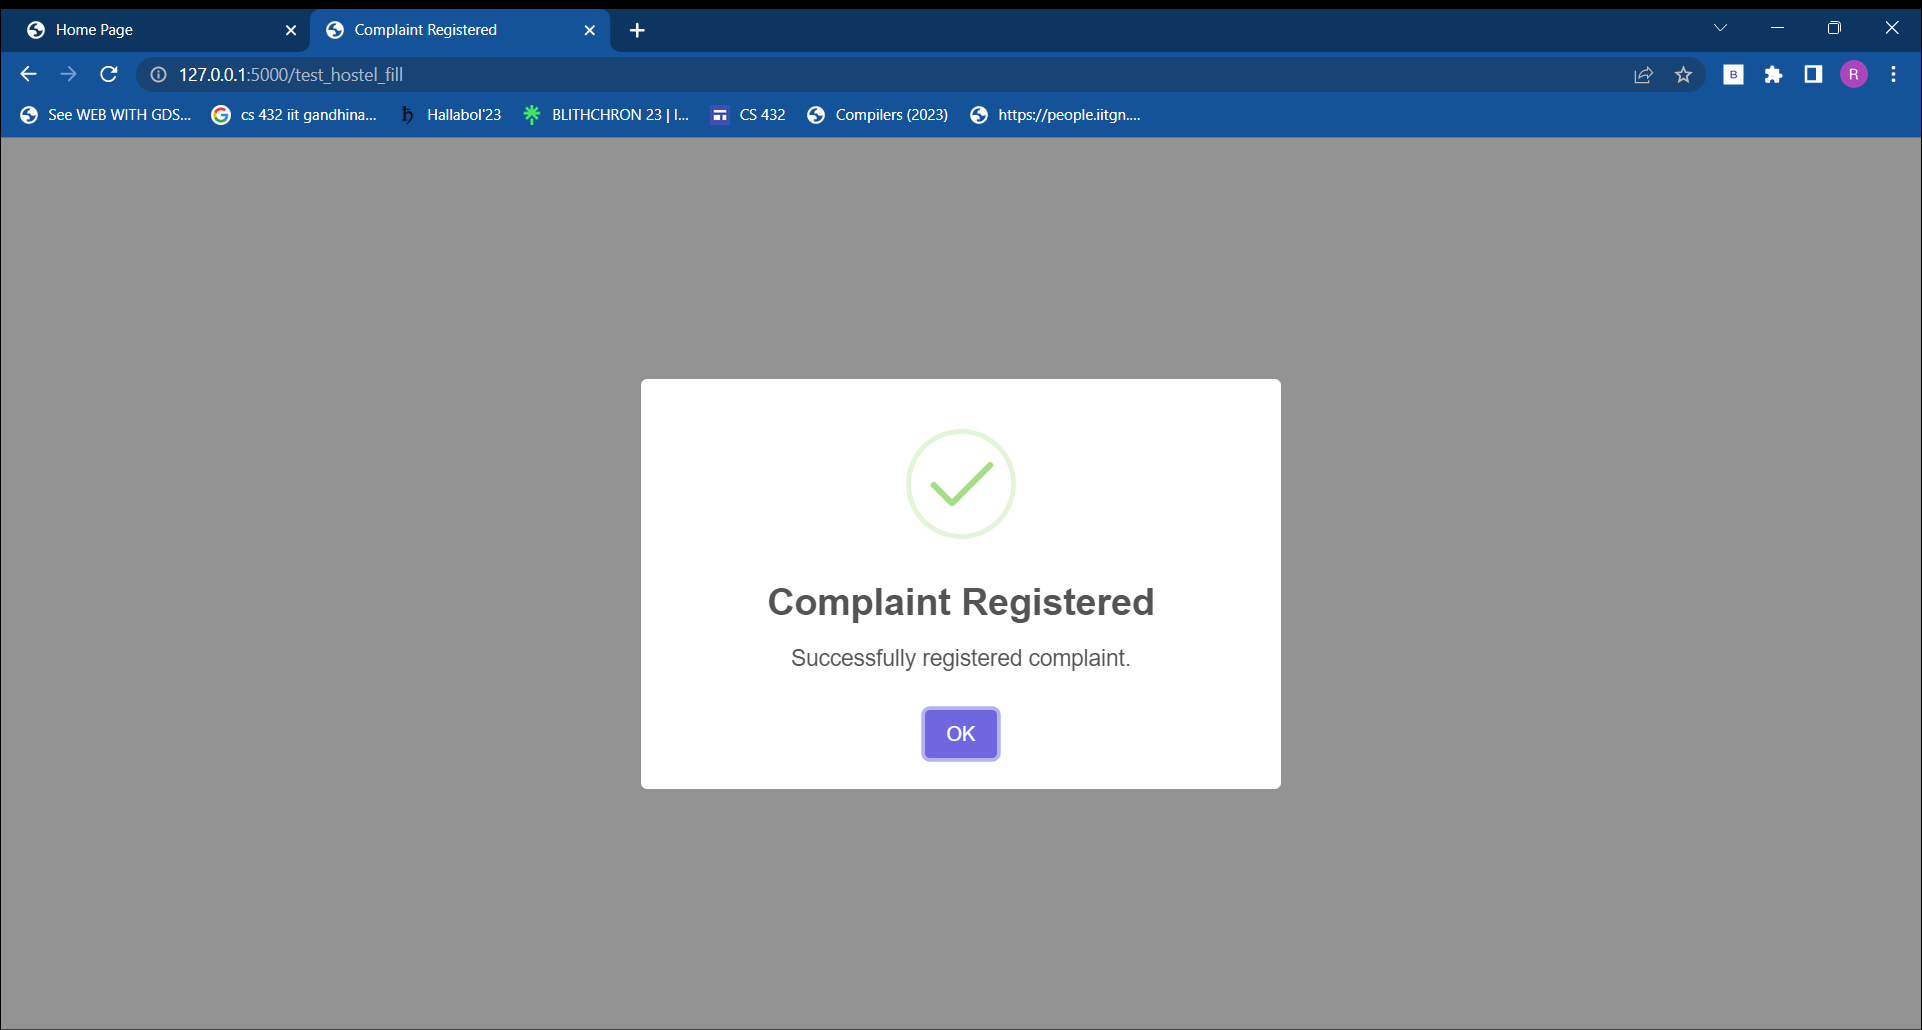 Home Page
Complaint Registered
127.0.0.1:5000/test_hostel_fill
B
R
See WEB WITH GDS...
cs 432 iit gandhina...
Hallabol'23
BLITHCHRON 23 | I...
CS 432
Compilers (2023)
https://people.iitgn....
Complaint Registered
Successfully registered complaint.
OK